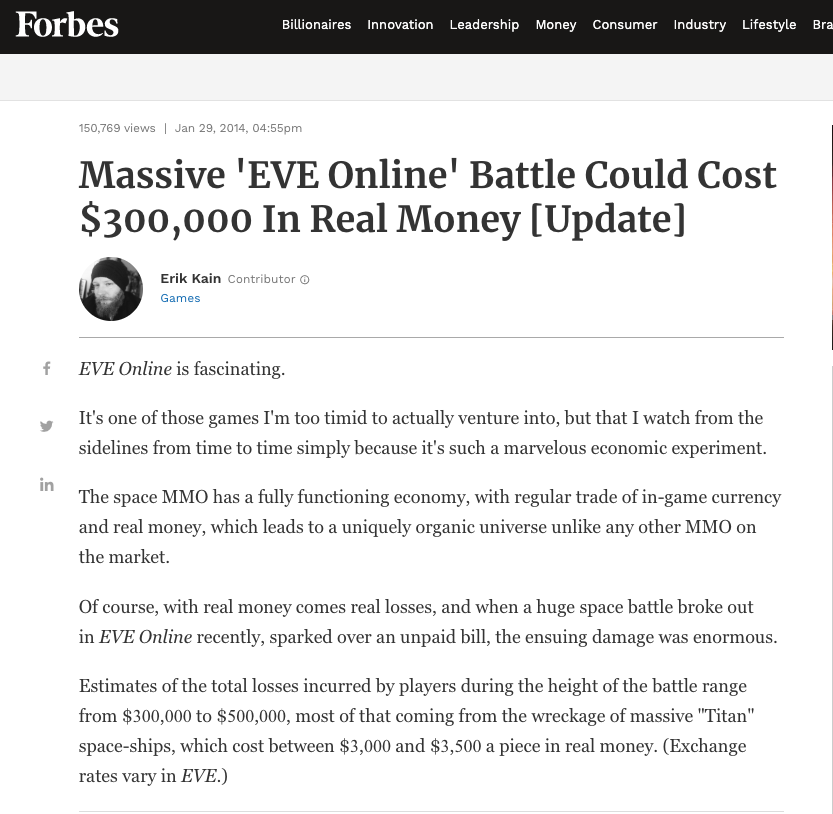 Forbes
Billionaires Innovation Leadership Money Consumer Industry Lifestyle Bra
150,769 views | Jan 29, 2014, 04:55pm
Massive 'EVE Online' Battle Could Cost
$300,000 In Real Money [Update]
Erik Kain Contributor
Games
EVE Online is fascinating.
It's one of those games I'm too timid to actually venture into, but that I watch from the
sidelines from time to time simply because it's such a marvelous economic experiment.
The space MMO has a fully functioning economy, with regular trade of in-game currency
and real money, which leads to a uniquely organic universe unlike any other MMO on
the market.
Of course, with real money comes real losses, and when a huge space battle broke out
in EVE Online recently, sparked over an unpaid bill, the ensuing damage was enormous.
Estimates of the total losses incurred by players during the height of the battle range
from $300,000 to $500,000, most of that coming from the wreckage of massive "Titan"
space-ships, which cost between $3,000 and $3,500 a piece in real money. (Exchange
rates vary in EVE.)